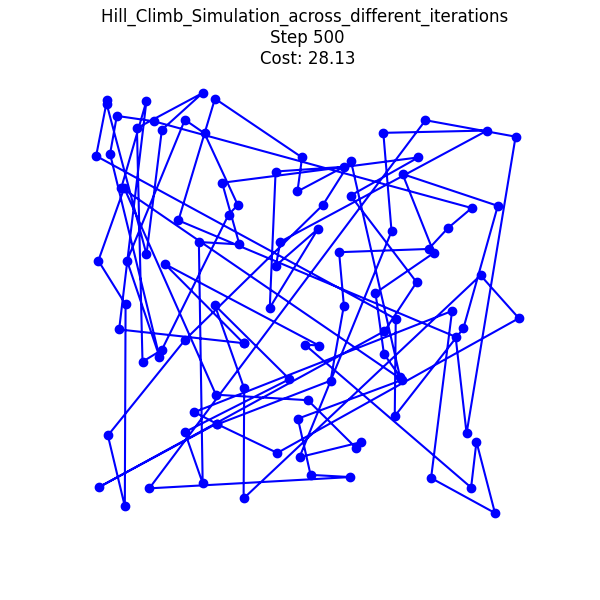 Hill_Climb_Simulation_across_different_iterations
Step 500
Cost: 28.13